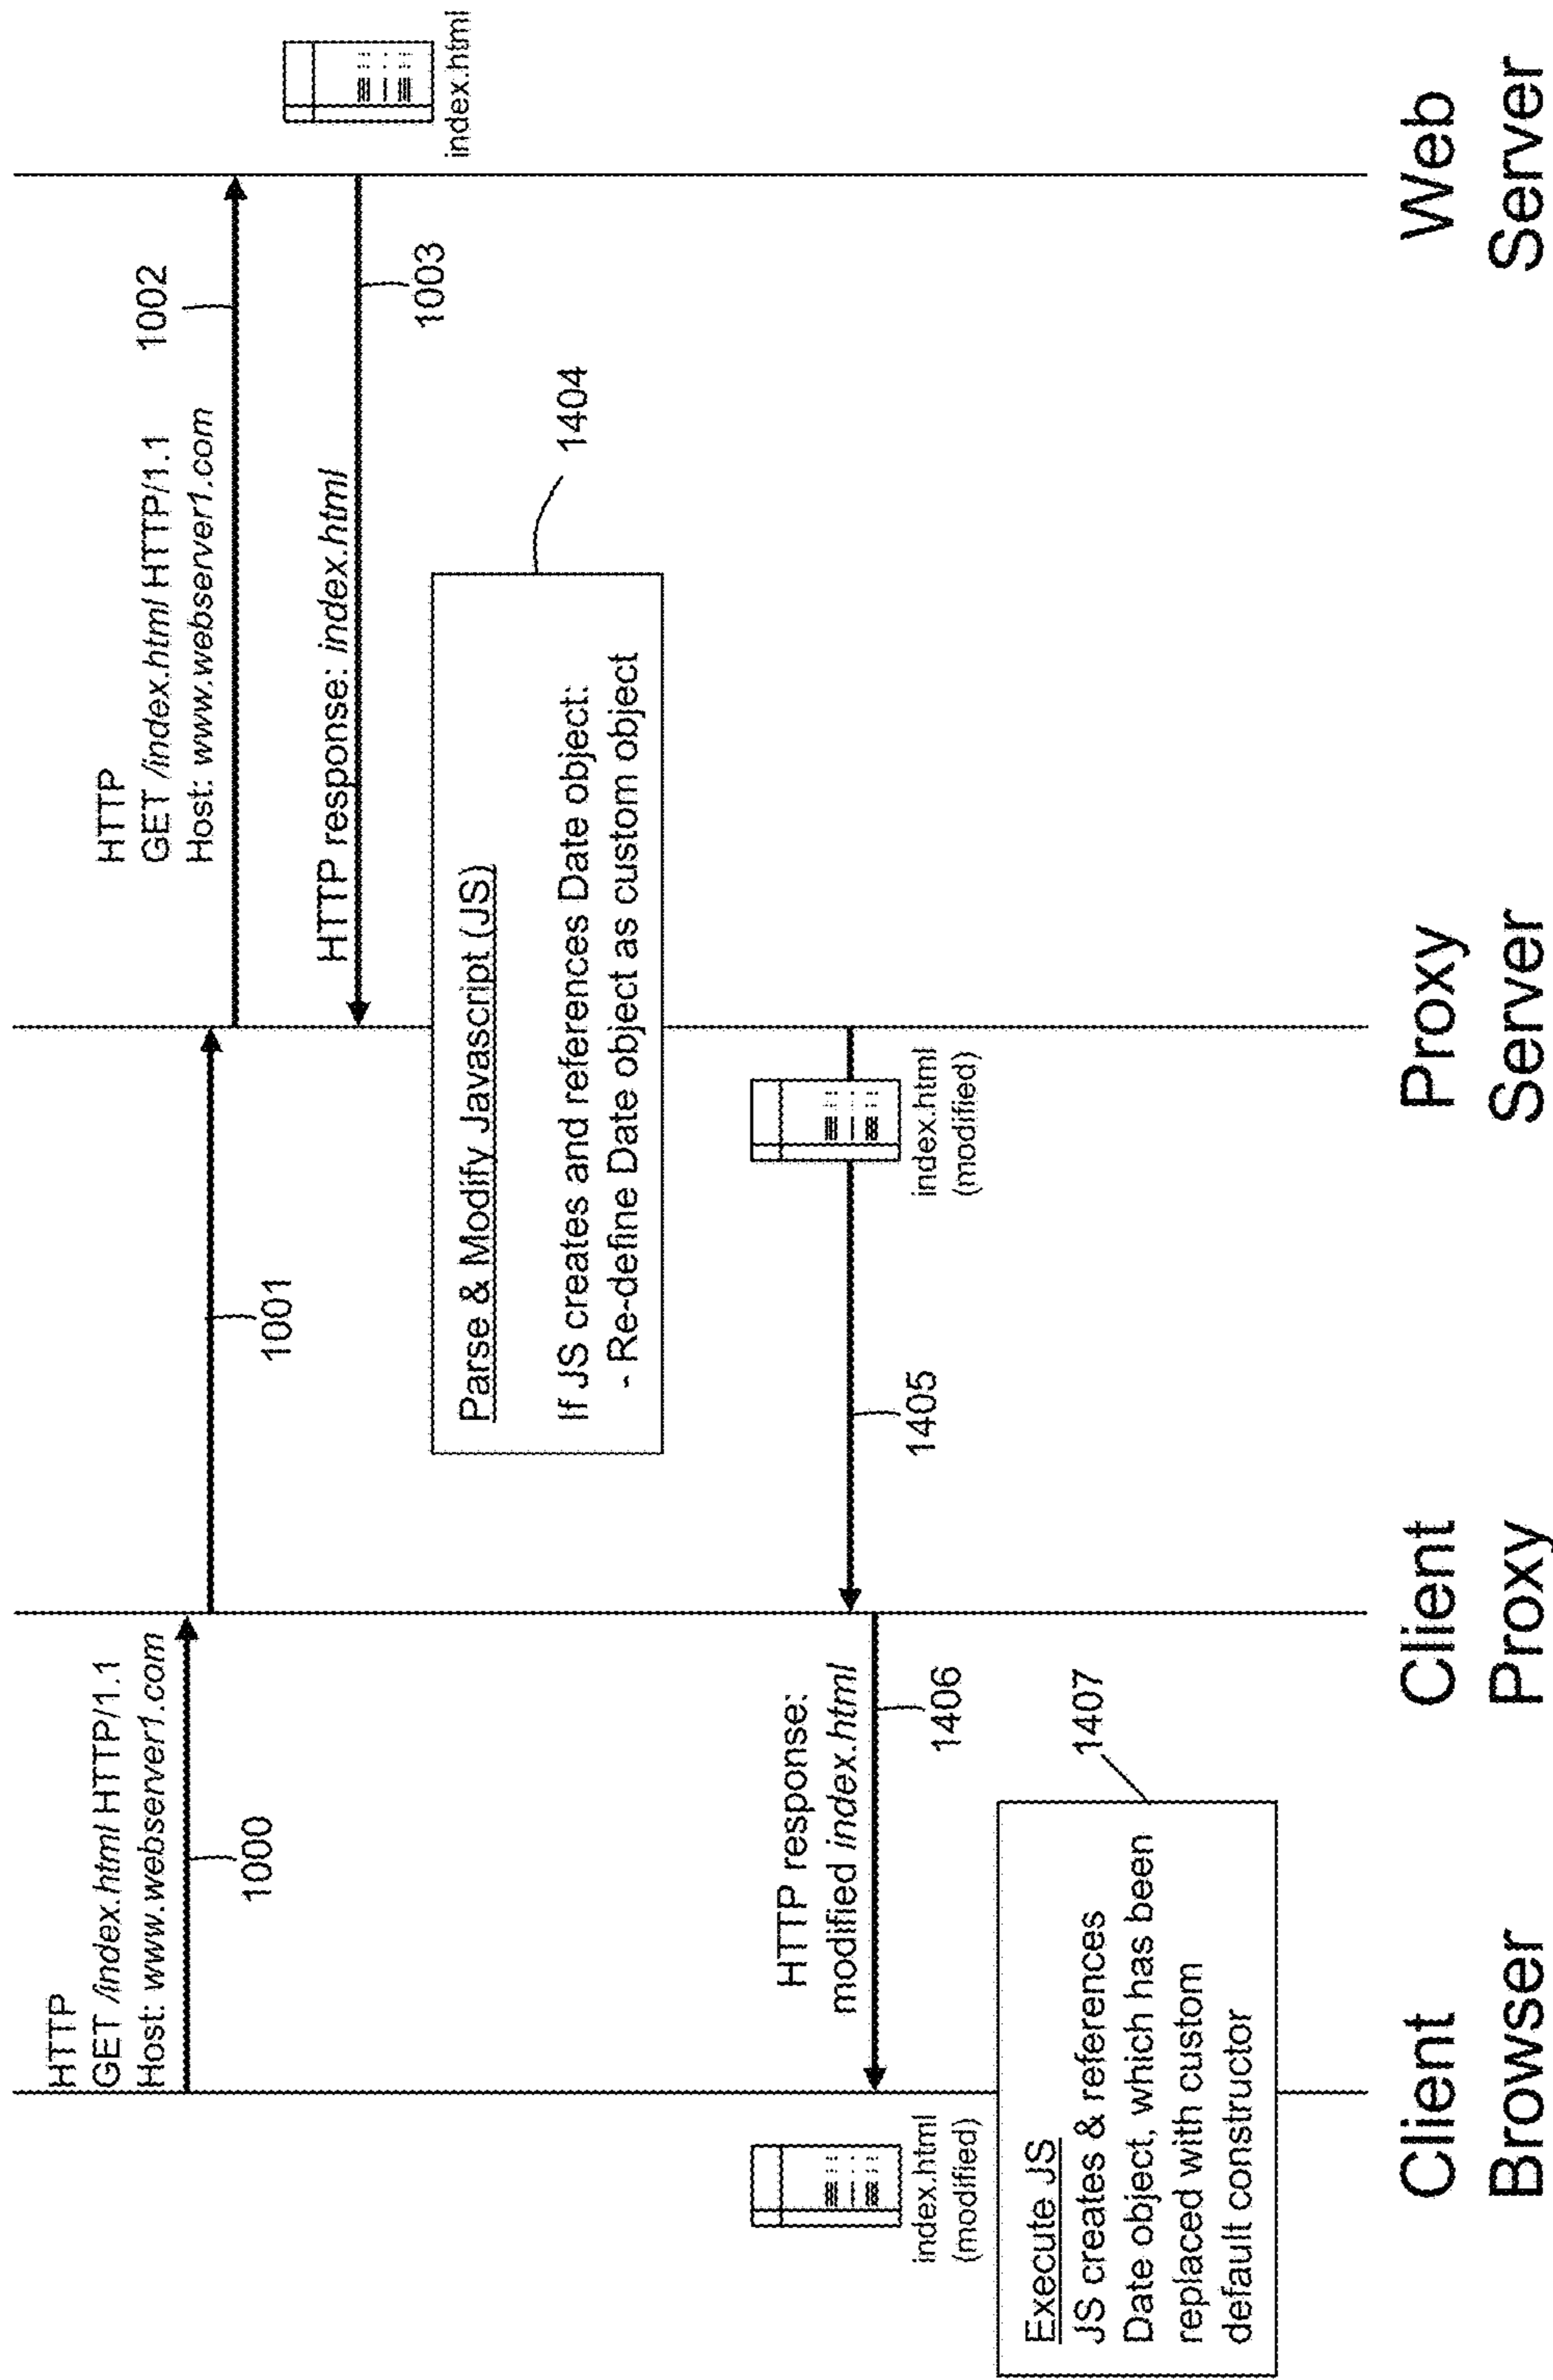 HTTP
GET /index.html HTTP/1.1
Host: www.webserver1.com
1000
1001
HTTP
GET /index.html HTTP/1.1
Host: www.webserver1.com
1002
index.html
HTTP response: index.html
1003
Parse & Modify Javascript (JS)
If JS creates and references Date object:
- Re-define Date object as custom object
1404
index.html
(modified)
1405
HTTP response:
modified index.html
1406
index.html
(modified)
Execute JS
JS creates & references
Date object, which has been
replaced with custom
default constructor
1407
Client
Browser
Client
Proxy
Proxy
Server
Web
Server